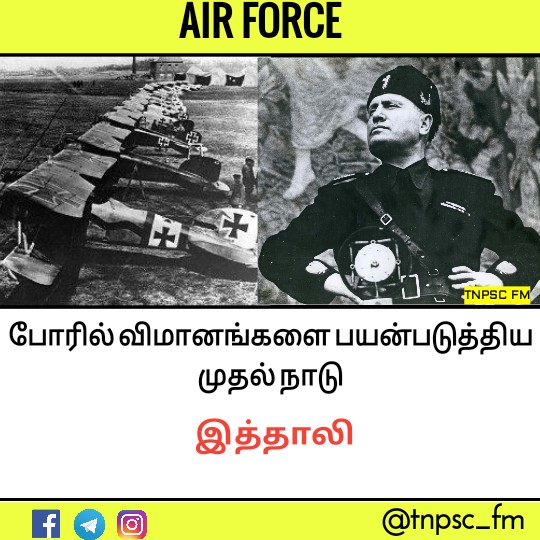 AIR FORCE
TNPSC FM
போரில் விமானங்களை பயன்படுத்திய
முதல் நாடு
இத்தாலி
@tnpsc_fm